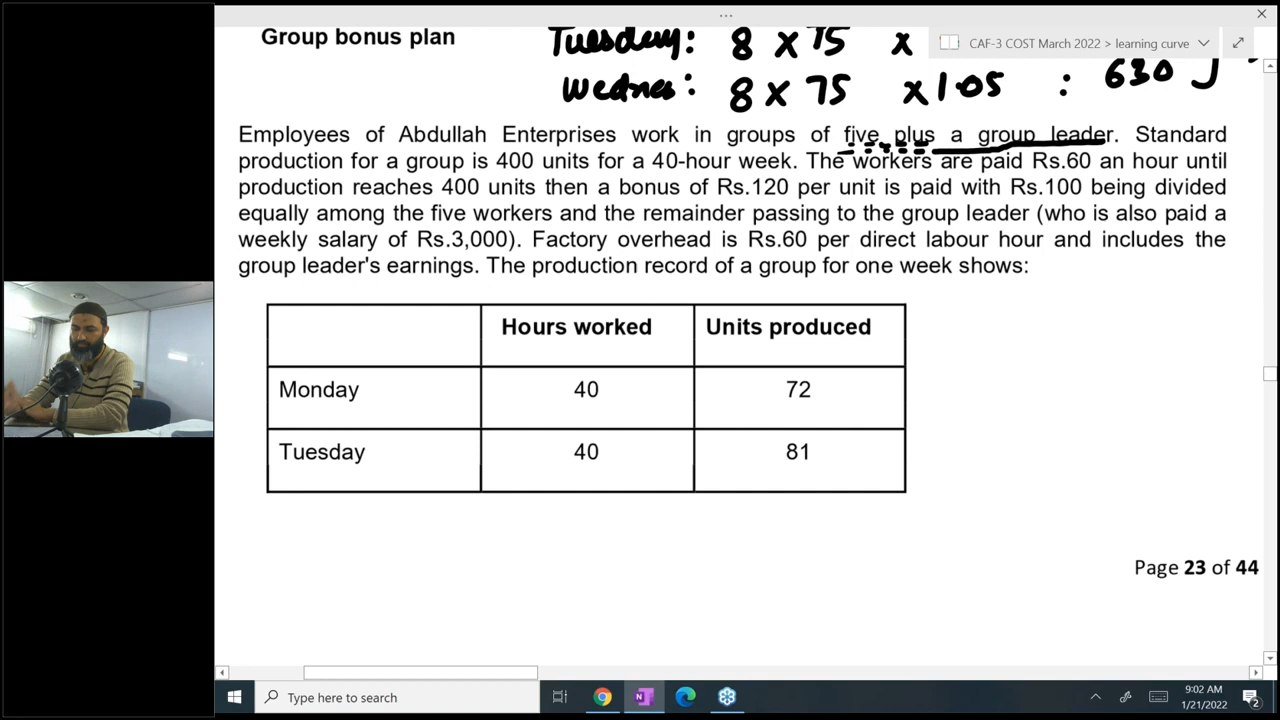 Group bonus plan
Tuesday: 8 x 75 x
CAF-3 COST March 2022 > learning curve
Wednes: 8 x 75 x 1.05 : 630
Employees of Abdullah Enterprises work in groups of five plus a group leader. Standard
production for a group is 400 units for a 40-hour week. The workers are paid Rs.60 an hour until
production reaches 400 units then a bonus of Rs.120 per unit is paid with Rs.100 being divided
equally among the five workers and the remainder passing to the group leader (who is also paid a
weekly salary of Rs.3,000). Factory overhead is Rs.60 per direct labour hour and includes the
group leader's earnings. The production record of a group for one week shows:
Hours worked Units produced
Monday 40 72
Tuesday 40 81
Page 23 of 44
Type here to search
9:02 AM
1/21/2022
2